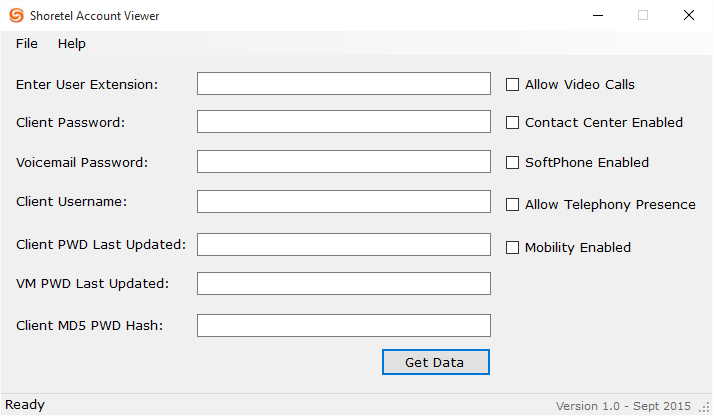 Shoretel Account Viewer
File Help
Enter User Extension: Allow Video Calls
Client Password: Contact Center Enabled
Voicemail Password: SoftPhone Enabled
Client Username: Allow Telephony Presence
Client PWD Last Updated: Mobility Enabled
VM PWD Last Updated:
Client MD5 PWD Hash:
Get Data
Ready Version 1.0 - Sept 2015